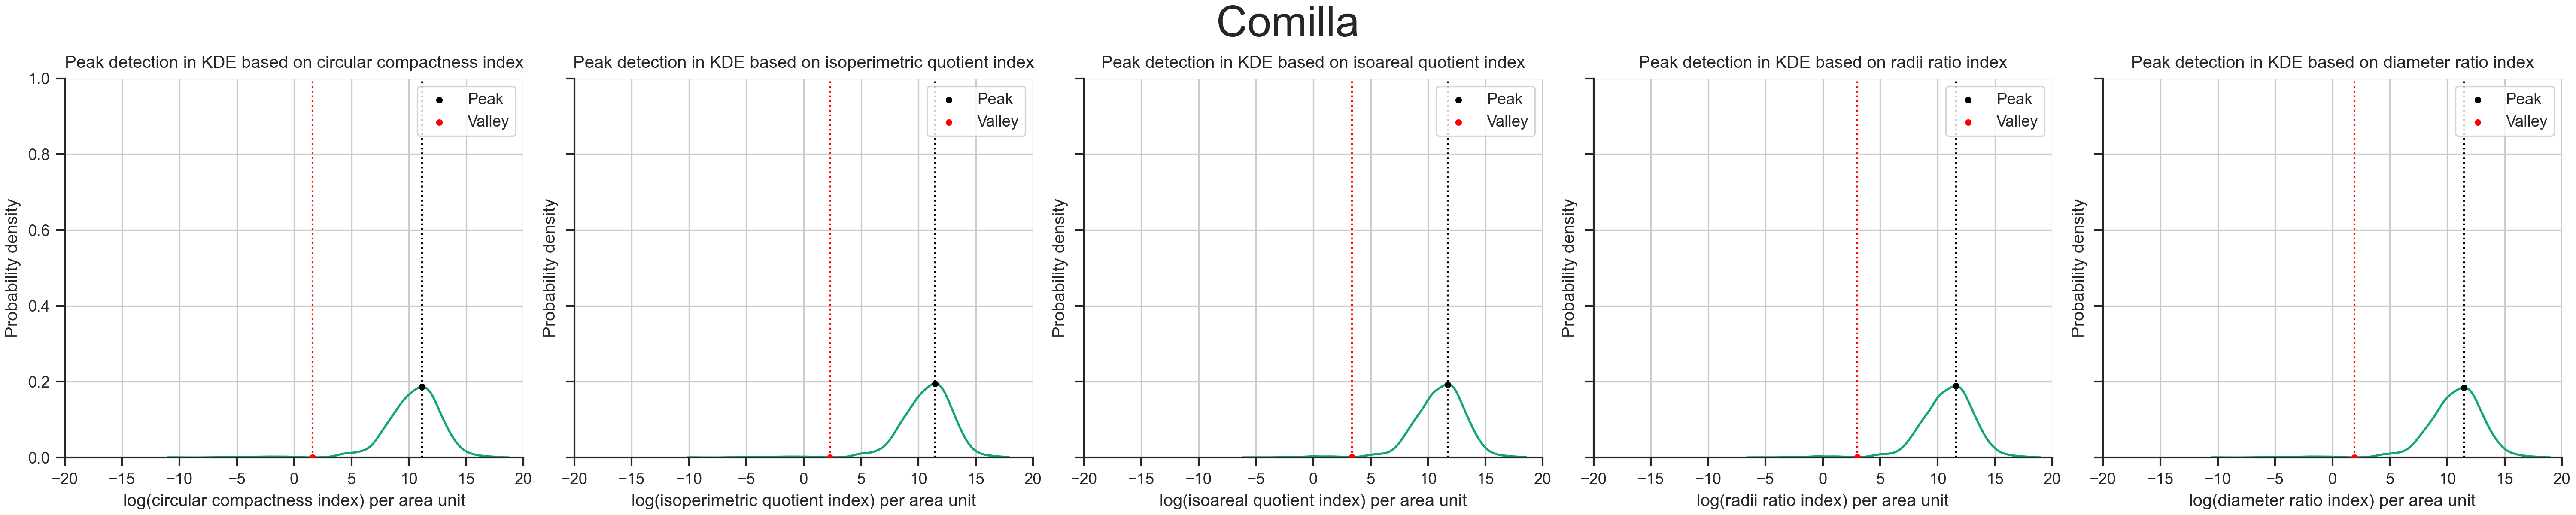 Comilla
Peak detection in KDE based on circular compactness index
1.0
0.8
0.6
0.4
0.2
0.0
Probability density
Peak
Valley
−20 −15 −10 −5 0 5 10 15 20
log(circular compactness index) per area unit
Peak detection in KDE based on isoperimetric quotient index
Probability density
Peak
Valley
−20 −15 −10 −5 0 5 10 15 20
log(isoperimetric quotient index) per area unit
Peak detection in KDE based on isoareal quotient index
Probability density
Peak
Valley
−20 −15 −10 −5 0 5 10 15 20
log(isoareal quotient index) per area unit
Peak detection in KDE based on radii ratio index
Probability density
Peak
Valley
−20 −15 −10 −5 0 5 10 15 20
log(radii ratio index) per area unit
Peak detection in KDE based on diameter ratio index
Probability density
Peak
Valley
−20 −15 −10 −5 0 5 10 15 20
log(diameter ratio index) per area unit